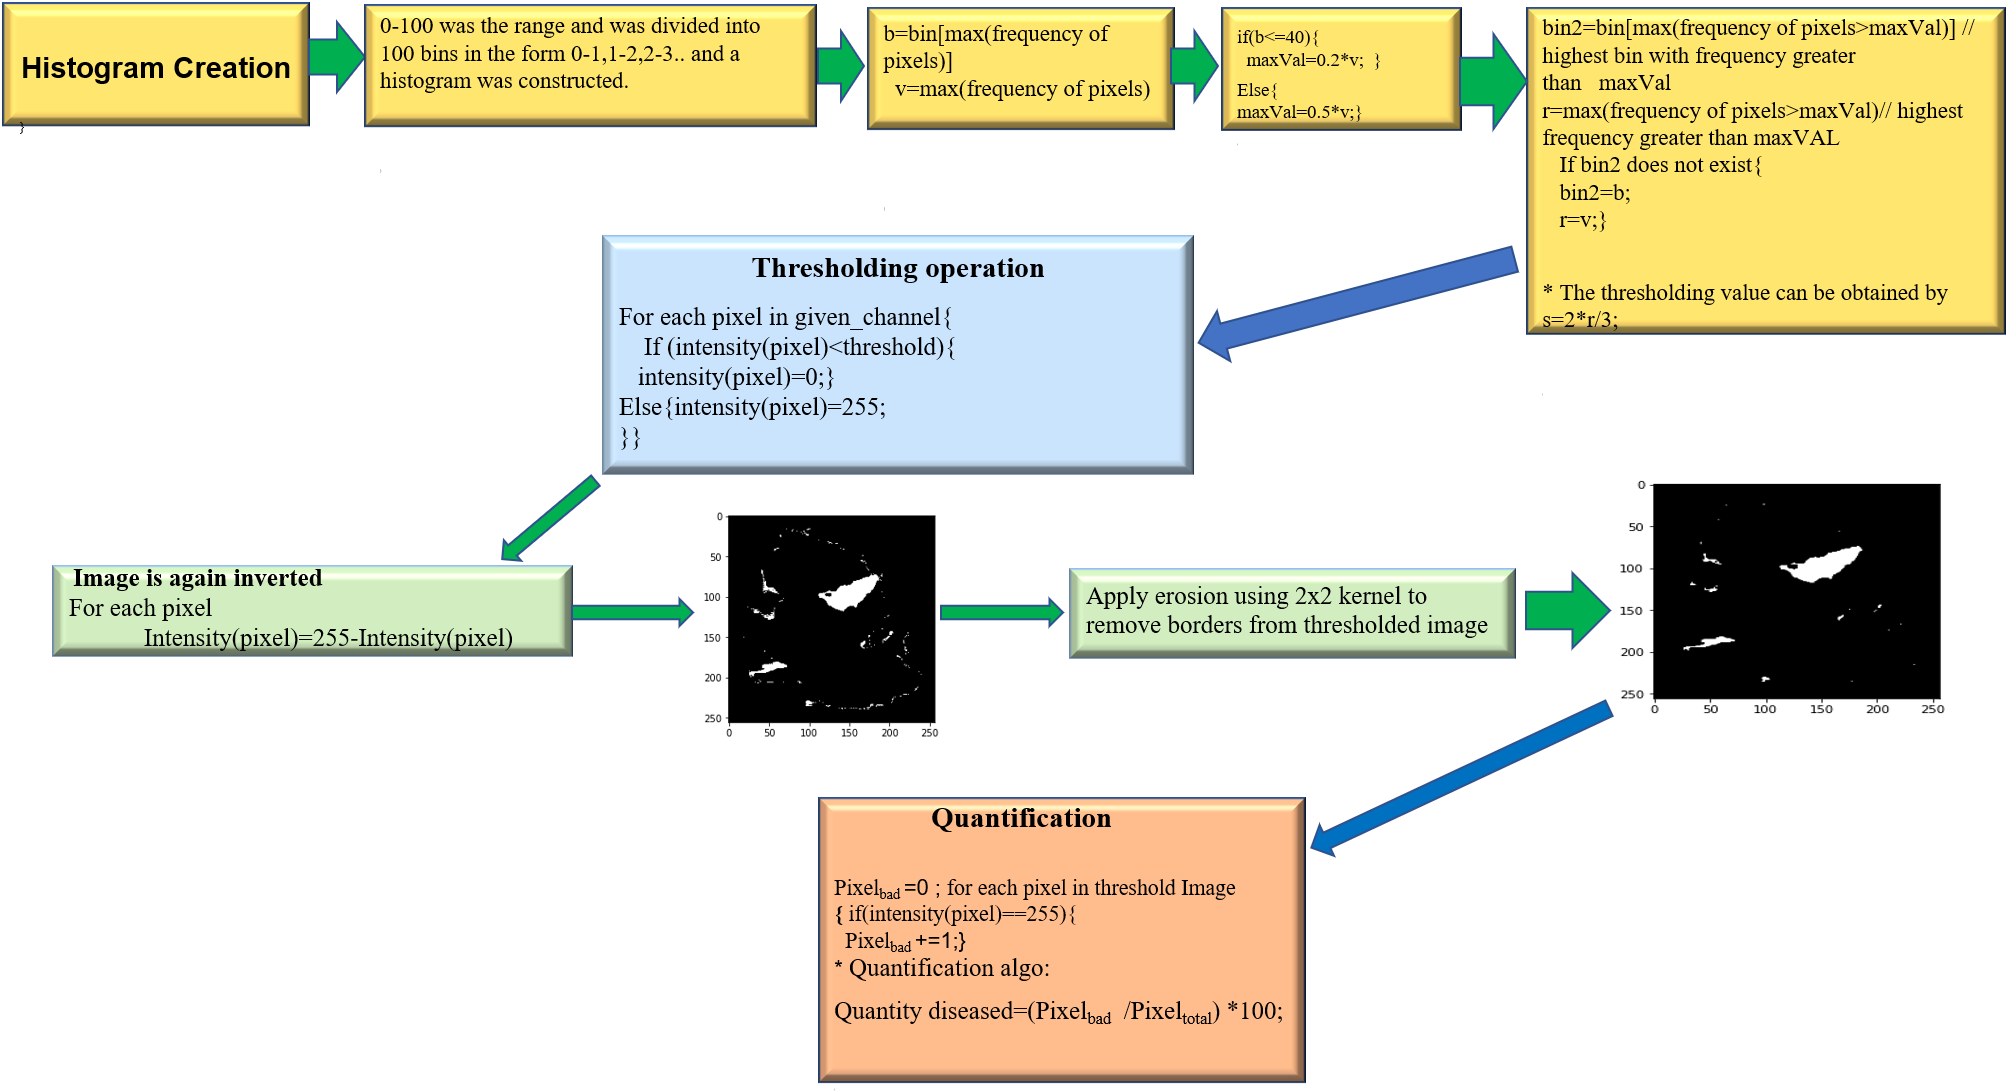 Histogram Creation
}
0-100 was the range and was divided into
100 bins in the form 0-1,1-2,2-3.. and a
histogram was constructed.
b=bin[max(frequency of
pixels)]
v=max(frequency of pixels)
if(b<=40){
maxVal=0.2*v; }
Else{
maxVal=0.5*v;}
bin2=bin[max(frequency of pixels>maxVal)] //
highest bin with frequency greater
than maxVal
r=max(frequency of pixels>maxVal)// highest
frequency greater than maxVAL
If bin2 does not exist{
bin2=b;
r=v;}
* The thresholding value can be obtained by
s=2*r/3;
Thresholding operation
For each pixel in given_channel{
If (intensity(pixel)<threshold){
intensity(pixel)=0;}
Else{intensity(pixel)=255;
}}
Image is again inverted
For each pixel
Intensity(pixel)=255-Intensity(pixel)
0
50
100
150
200
250
0 50 100 150 200 250
Apply erosion using 2x2 kernel to
remove borders from thresholded image
0
50
100
150
200
250
0 50 100 150 200 250
Quantification
Pixelbad =0 ; for each pixel in threshold Image
{ if(intensity(pixel)==255){
Pixelbad +=1;}
* Quantification algo:
Quantity diseased=(Pixelbad /Pixeltotal) *100;